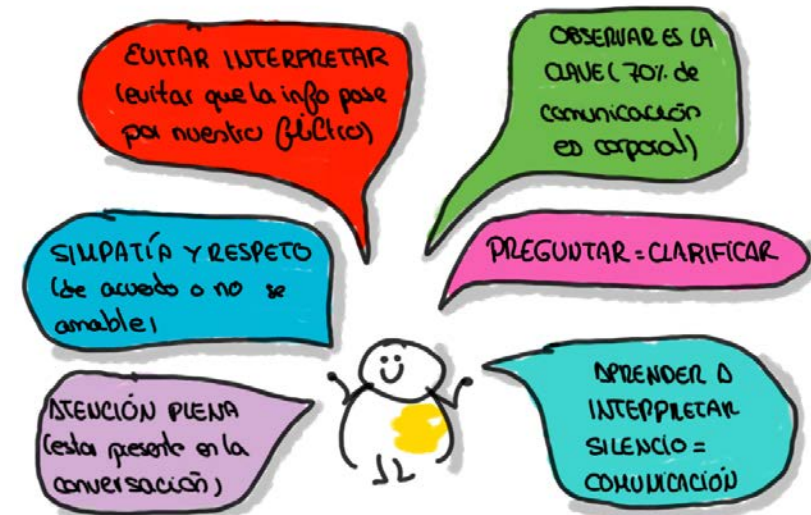 EVITAR INTERPRETAR
(evitar que la info pase
por nuestro filtro)
OBSERVAR ES LA
CLAVE (70% de
comunicación
es corporal)
SIMPATÍA Y RESPETO
(de acuerdo o no se
amable)
PREGUNTAR = CLARIFICAR
ATENCIÓN PLENA
(estar presente en la
conversación)
APRENDER A
INTERPRETAR
SILENCIO =
COMUNICACIÓN